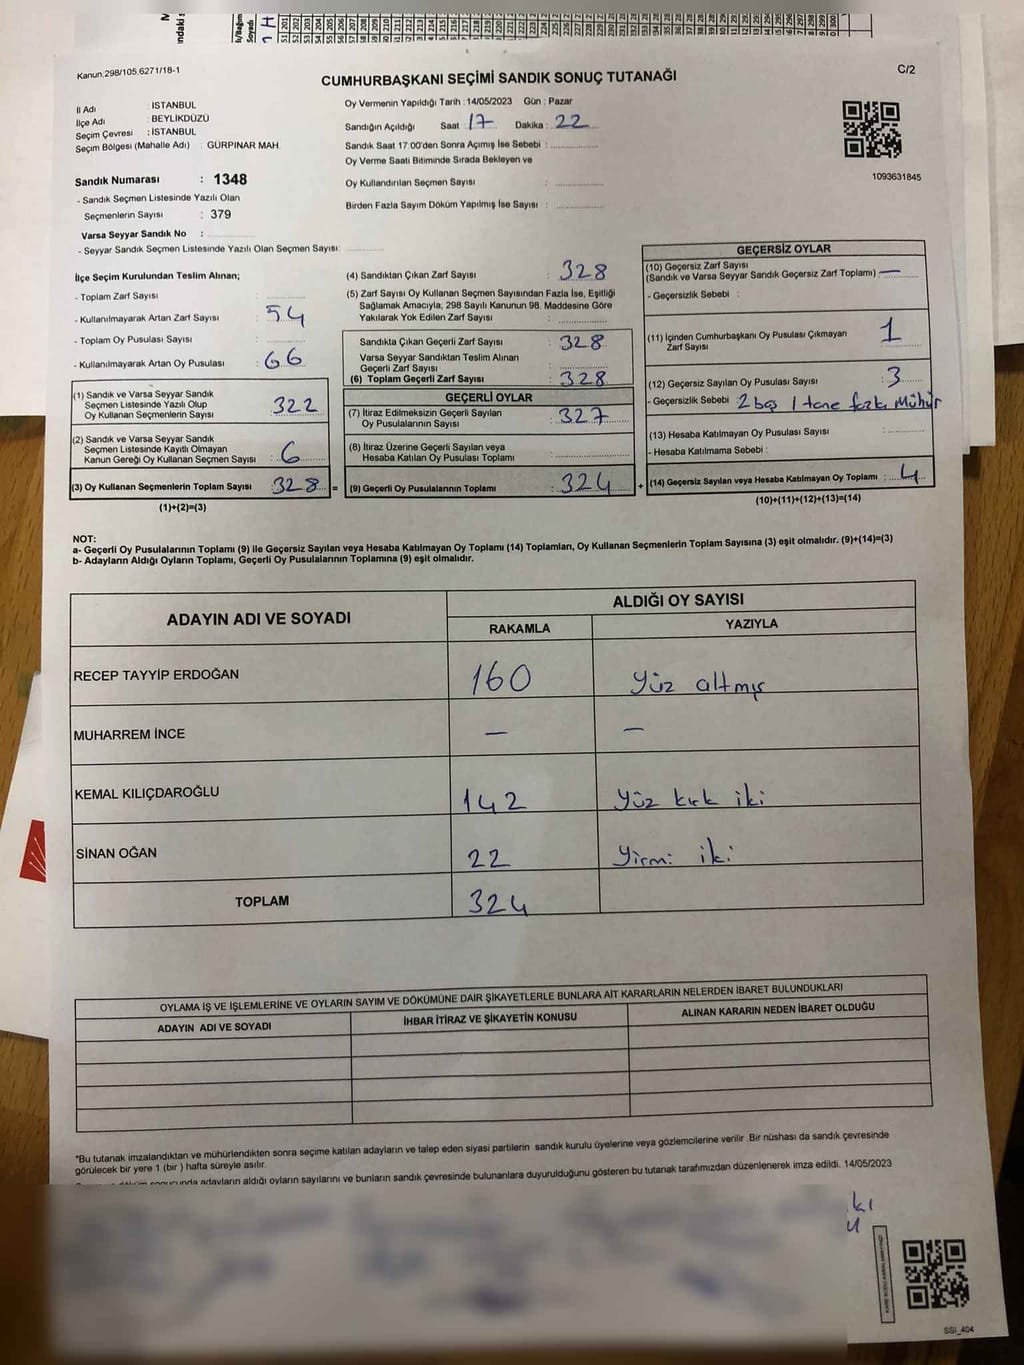 Kanun,298/105,6271/18-1
C/2
CUMHURBAŞKANI SEÇİMİ SANDIK SONUÇ TUTANAĞI
İl Adı : İSTANBUL
İlçe Adı : BEYLİKDÜZÜ
Seçim Çevresi : İSTANBUL
Seçim Bölgesi (Mahalle Adı) : GÜRPINAR MAH.
Oy Vermenin Yapıldığı Tarih : 14/05/2023 Gün : Pazar
Sandığın Açıldığı Saat : 17 Dakika : 22
Sandık Saat 17.00'den Sonra Açımış İse Sebebi :
Oy Verme Saati Bitiminde Sırada Bekleyen ve
Oy Kullandırılan Seçmen Sayısı :
Birden Fazla Sayım Döküm Yapılmış İse Sayısı :
1093631845
Sandık Numarası : 1348
- Sandık Seçmen Listesinde Yazılı Olan
Seçmenlerin Sayısı : 379
Varsa Seyyar Sandık No :
- Seyyar Sandık Seçmen Listesinde Yazılı Olan Seçmen Sayısı:
İlçe Seçim Kurulundan Teslim Alınan;
- Toplam Zarf Sayısı :
- Kullanılmayarak Artan Zarf Sayısı : 54
- Toplam Oy Pusulası Sayısı :
- Kullanılmayarak Artan Oy Pusulası : 66
(1) Sandık ve Varsa Seyyar Sandık
Seçmen Listesinde Yazılı Olup
Oy Kullanan Seçmenlerin Sayısı : 322
(2) Sandık ve Varsa Seyyar Sandık
Seçmen Listesinde Kayıtlı Olmayan
Kanun Gereği Oy Kullanan Seçmen Sayısı : 6
(3) Oy Kullanan Seçmenlerin Toplam Sayısı : 328 =
(1)+(2)=(3)
(4) Sandıktan Çıkan Zarf Sayısı : 328
(5) Zarf Sayısı Oy Kullanan Seçmen Sayısından Fazla İse, Eşitliği
Sağlamak Amacıyla; 298 Sayılı Kanunun 98. Maddesine Göre
Yakılarak Yok Edilen Zarf Sayısı :
Sandıkta Çıkan Geçerli Zarf Sayısı : 328
Varsa Seyyar Sandıktan Teslim Alınan
Geçerli Zarf Sayısı :
(6) Toplam Geçerli Zarf Sayısı : 328
GEÇERLİ OYLAR
(7) İtiraz Edilmeksizin Geçerli Sayılan
Oy Pusulalarının Sayısı : 327
(8) İtiraz Üzerine Geçerli Sayılan veya
Hesaba Katılan Oy Pusulası Toplamı :
(9) Geçerli Oy Pusulalarının Toplamı : 324 +
GEÇERSİZ OYLAR
(10) Geçersiz Zarf Sayısı
(Sandık ve Varsa Seyyar Sandık Geçersiz Zarf Toplamı) : —
- Geçersizlik Sebebi :
(11) İçinden Cumhurbaşkanı Oy Pusulası Çıkmayan
Zarf Sayısı : 1
(12) Geçersiz Sayılan Oy Pusulası Sayısı : 3
- Geçersizlik Sebebi : 2 boş 1 tane fazla Mühür
(13) Hesaba Katılmayan Oy Pusulası Sayısı :
- Hesaba Katılmama Sebebi :
(14) Geçersiz Sayılan veya Hesaba Katılmayan Oy Toplamı : 4
(10)+(11)+(12)+(13)=(14)
NOT:
a- Geçerli Oy Pusulalarının Toplamı (9) ile Geçersiz Sayılan veya Hesaba Katılmayan Oy Toplamı (14) Toplamları, Oy Kullanan Seçmenlerin Toplam Sayısına (3) eşit olmalıdır. (9)+(14)=(3)
b- Adayların Aldığı Oyların Toplamı, Geçerli Oy Pusulalarının Toplamına (9) eşit olmalıdır.
ADAYIN ADI VE SOYADI
ALDIĞI OY SAYISI
RAKAMLA YAZIYLA
RECEP TAYYİP ERDOĞAN 160 Yüz altmış
MUHARREM İNCE — —
KEMAL KILIÇDAROĞLU 142 Yüz kırk iki
SİNAN OĞAN 22 Yirmi iki
TOPLAM 324
OYLAMA İŞ VE İŞLEMLERİNE VE OYLARIN SAYIM VE DÖKÜMÜNE DAİR ŞİKAYETLERLE BUNLARA AİT KARARLARIN NELERDEN İBARET BULUNDUKLARI
ADAYIN ADI VE SOYADI İHBAR İTİRAZ VE ŞİKAYETİN KONUSU ALINAN KARARIN NEDEN İBARET OLDUĞU
*Bu tutanak imzalandıktan ve mühürlendikten sonra seçime katılan adayların ve talep eden siyasi partilerin sandık kurulu üyelerine veya gözlemcilerine verilir .Bir nüshası da sandık çevresinde
görülecek bir yere 1 (bir ) hafta süreyle asılır.
sonucunda adayların aldığı oyların sayılarını ve bunların sandık çevresinde bulunanlara duyurulduğunu gösteren bu tutanak tarafımızdan düzenlenerek imza edildi. 14/05/2023
SSI_404